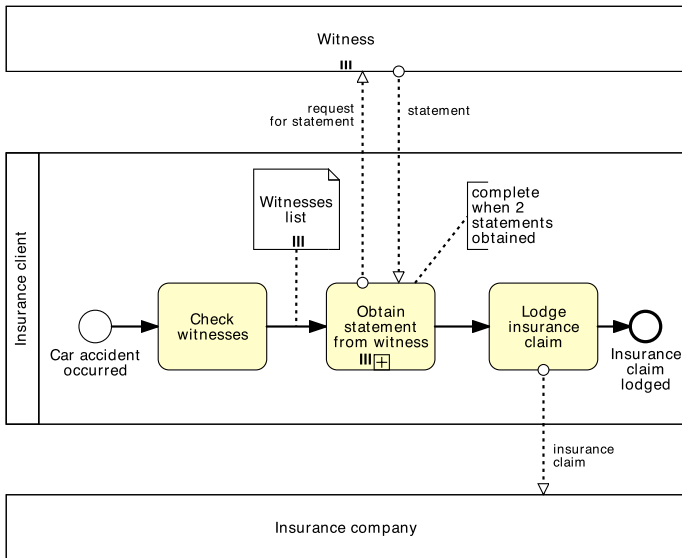 Witness
request
for statement
statement
Insurance client
Witnesses
list
complete
when 2
statements
obtained
Check
witnesses
Obtain
statement
from witness
Lodge
insurance
claim
Car accident
occurred
Insurance
claim
lodged
insurance
claim
Insurance company